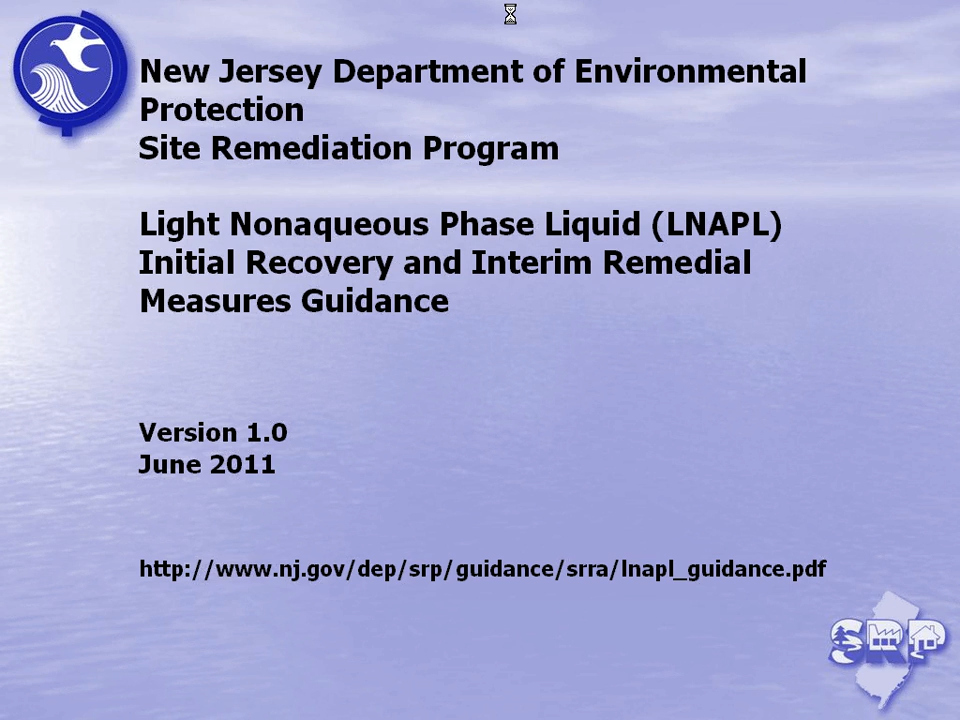 New Jersey Department of Environmental
Protection
Site Remediation Program
Light Nonaqueous Phase Liquid (LNAPL)
Initial Recovery and Interim Remedial
Measures Guidance
Version 1.0
June 2011
http://www.nj.gov/dep/srp/guidance/srra/lnapl_guidance.pdf
SRP